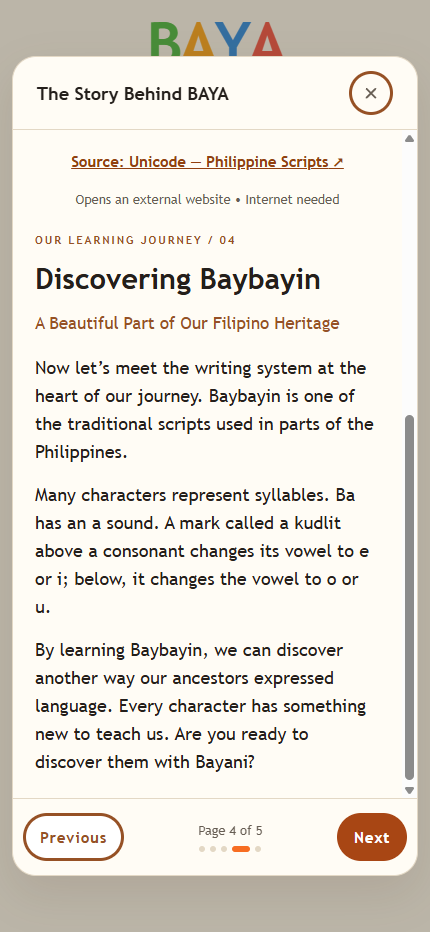 BAYA
The Story Behind BAYA
Source: Unicode — Philippine Scripts ↗
Opens an external website • Internet needed
OUR LEARNING JOURNEY / 04
Discovering Baybayin
A Beautiful Part of Our Filipino Heritage
Now let’s meet the writing system at the
heart of our journey. Baybayin is one of
the traditional scripts used in parts of the
Philippines.
Many characters represent syllables. Ba
has an a sound. A mark called a kudlit
above a consonant changes its vowel to e
or i; below, it changes the vowel to o or
u.
By learning Baybayin, we can discover
another way our ancestors expressed
language. Every character has something
new to teach us. Are you ready to
discover them with Bayani?
Previous
Page 4 of 5
Next